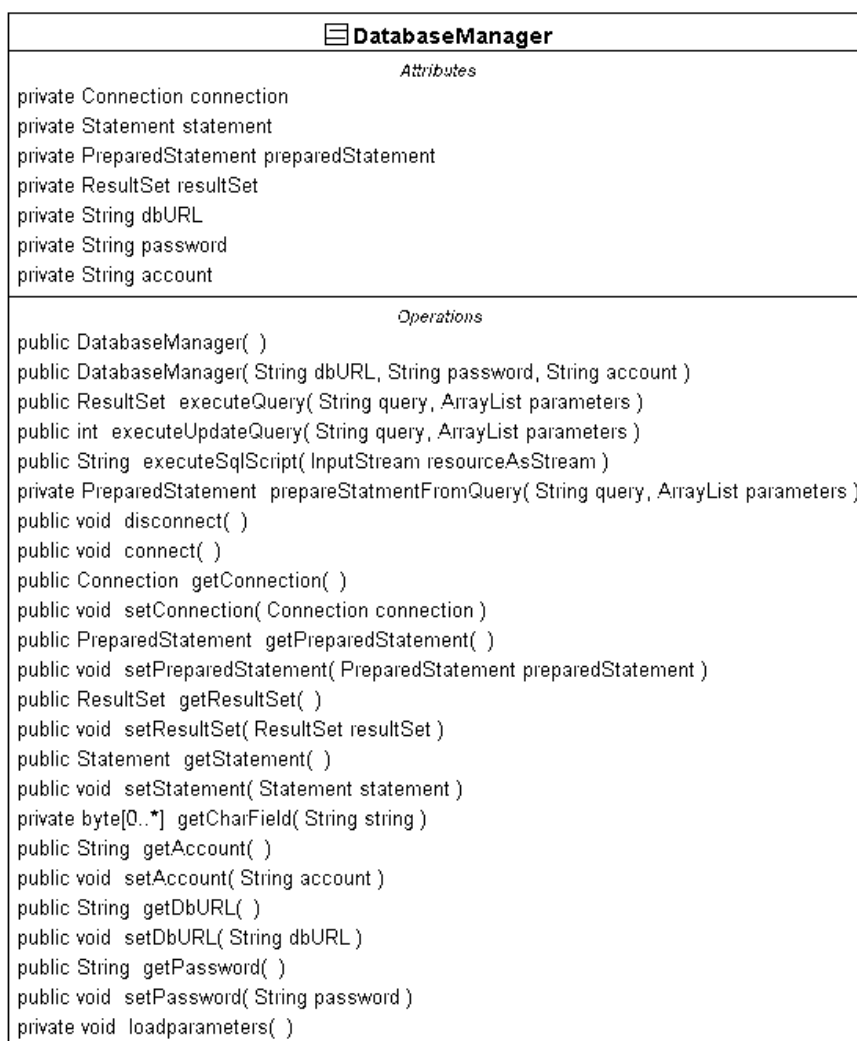 DatabaseManager
Attributes
private Connection connection
private Statement statement
private PreparedStatement preparedStatement
private ResultSet resultSet
private String dbURL
private String password
private String account
Operations
public DatabaseManager( )
public DatabaseManager( String dbURL, String password, String account )
public ResultSet executeQuery( String query, ArrayList parameters )
public int executeUpdateQuery( String query, ArrayList parameters )
public String executeSqlScript( InputStream resourceAsStream )
private PreparedStatement prepareStatmentFromQuery( String query, ArrayList parameters )
public void disconnect( )
public void connect( )
public Connection getConnection( )
public void setConnection( Connection connection )
public PreparedStatement getPreparedStatement( )
public void setPreparedStatement( PreparedStatement preparedStatement )
public ResultSet getResultSet( )
public void setResultSet( ResultSet resultSet )
public Statement getStatement( )
public void setStatement( Statement statement )
private byte[0..*] getCharField( String string )
public String getAccount( )
public void setAccount( String account )
public String getDbURL( )
public void setDbURL( String dbURL )
public String getPassword( )
public void setPassword( String password )
private void loadparameters( )